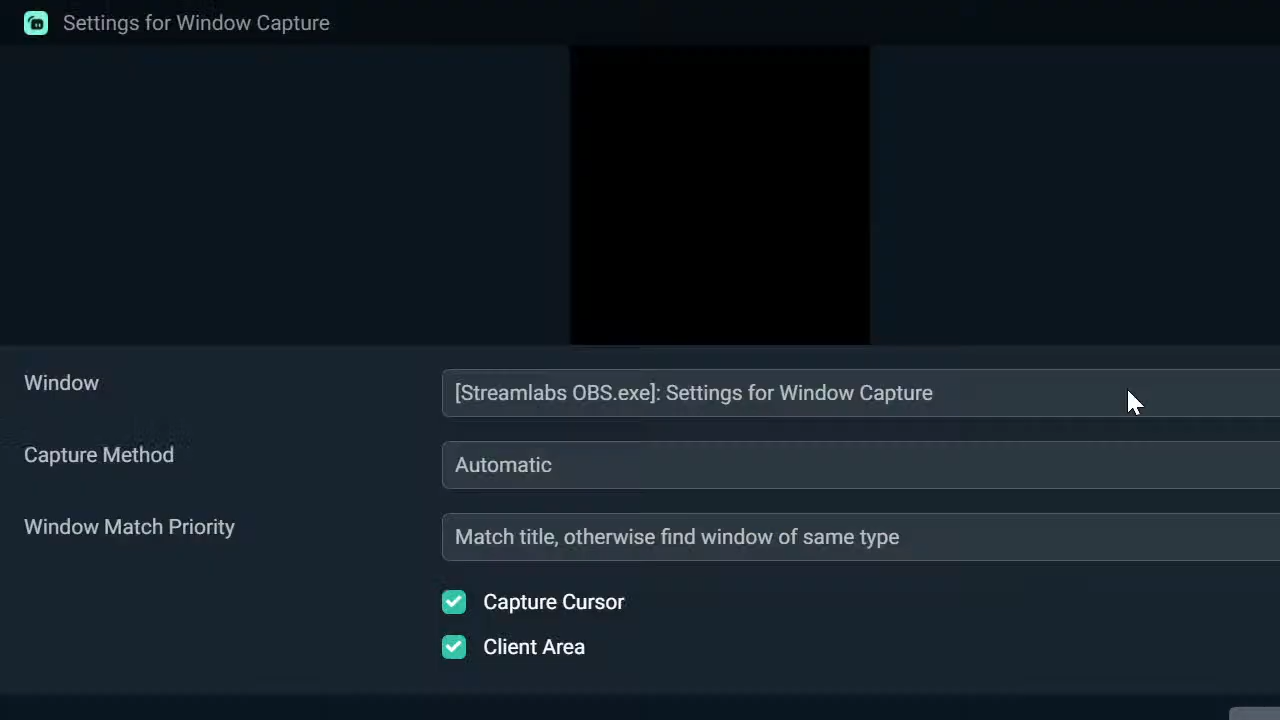 Settings for Window Capture
Window
[Streamlabs OBS.exe]: Settings for Window Capture
Capture Method
Automatic
Window Match Priority
Match title, otherwise find window of same type
Capture Cursor
Client Area